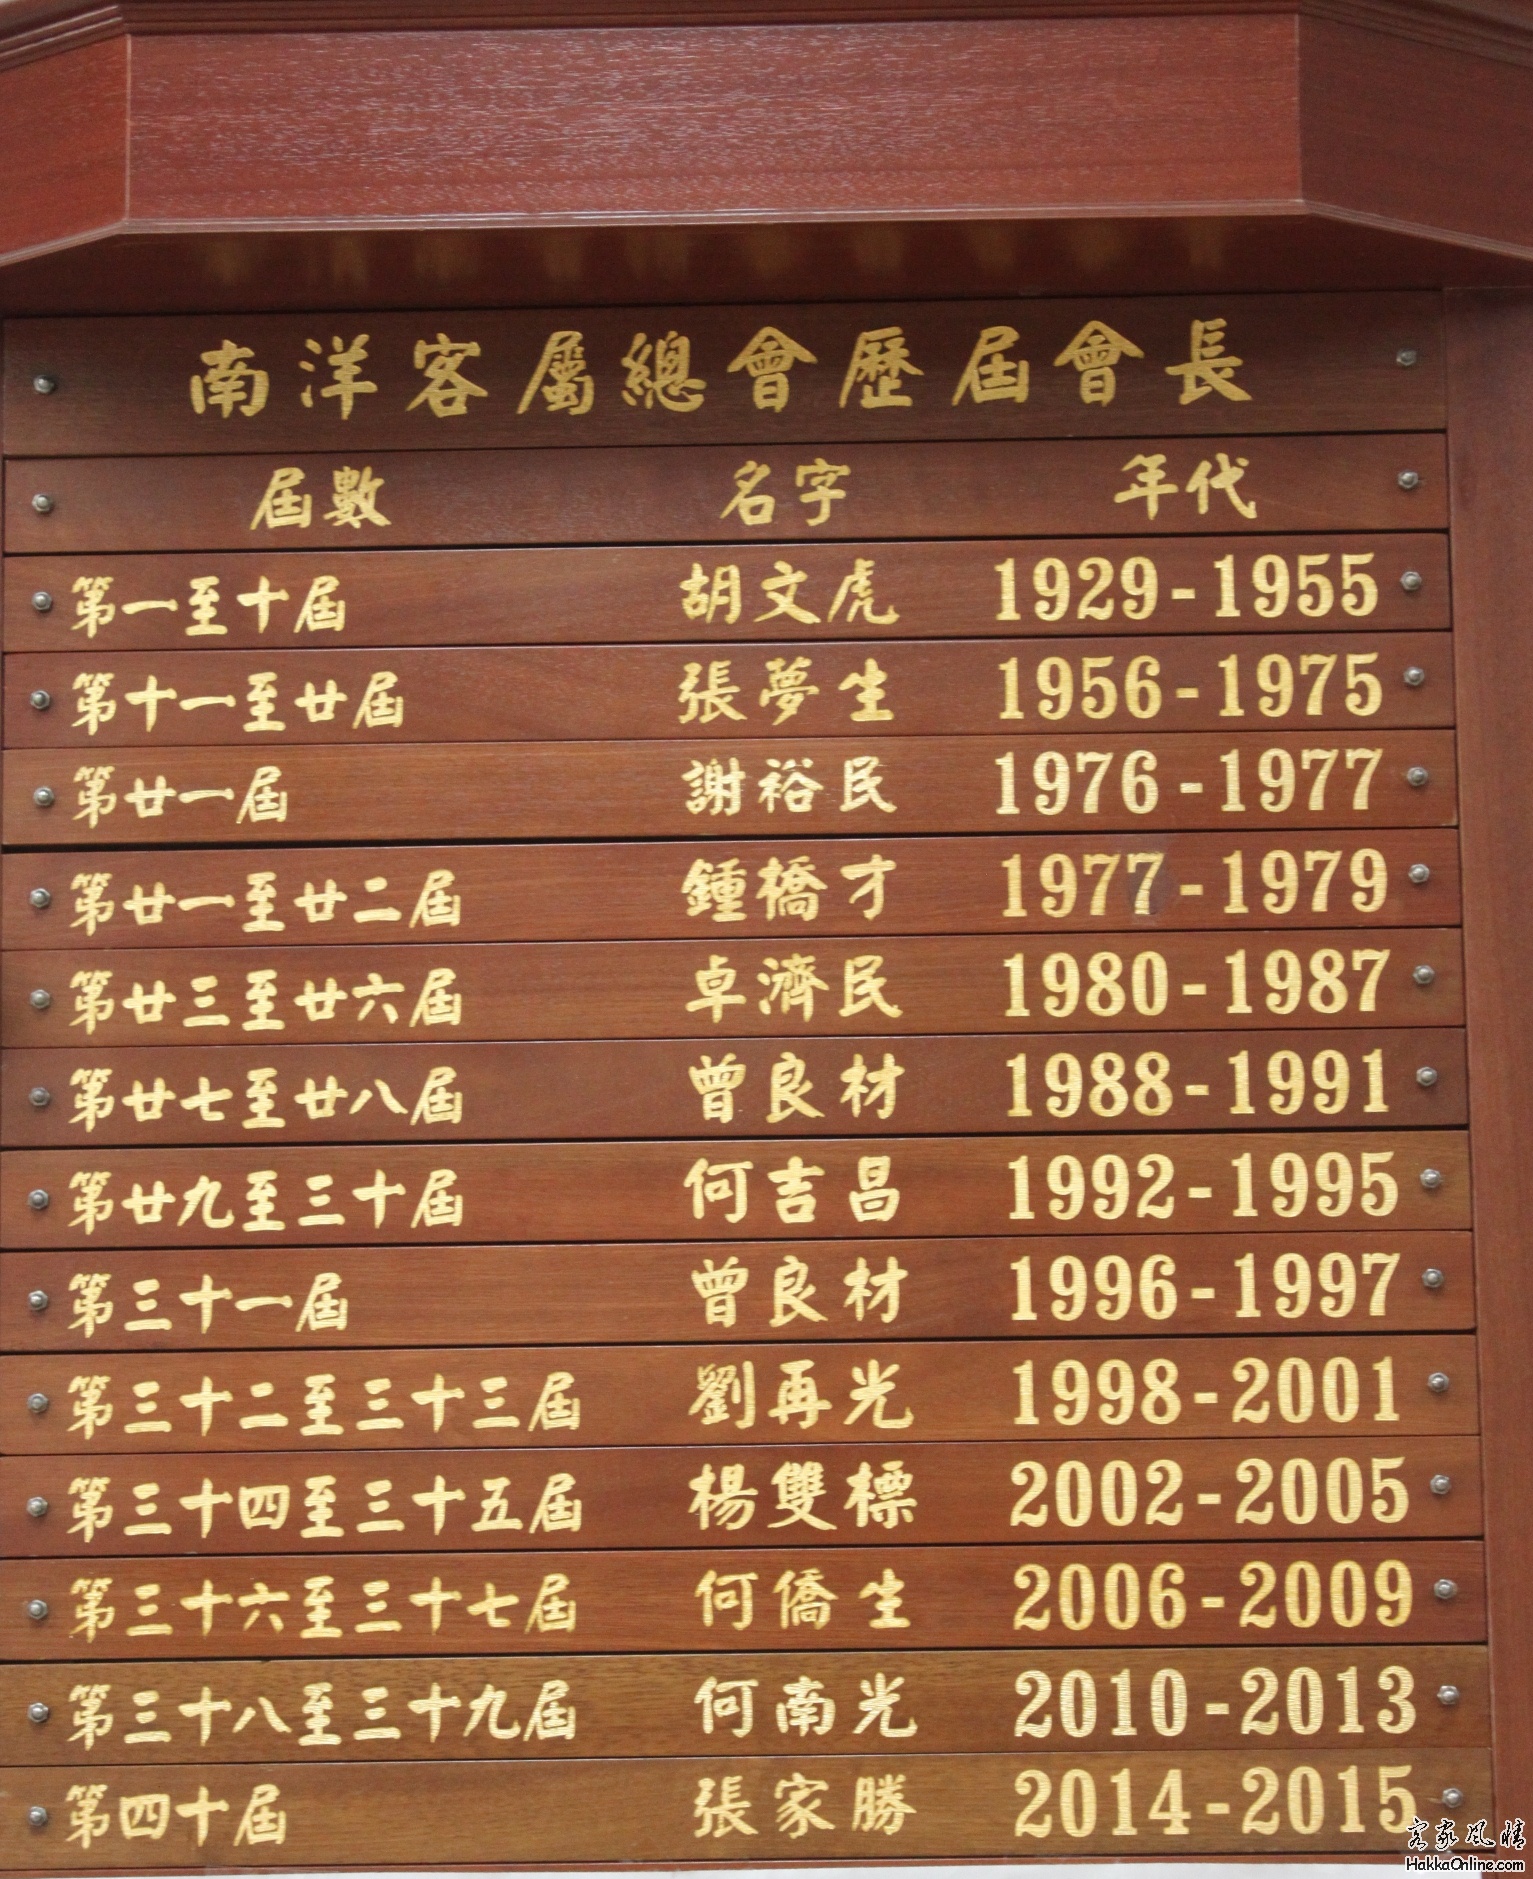 南洋客屬總會歷屆會長
屆數 名字 年代
第一至十屆 胡文虎 1929-1955
第十一至廿屆 張夢生 1956-1975
第廿一屆 謝裕民 1976-1977
第廿一至廿二屆 鍾橋才 1977-1979
第廿三至廿六屆 卓濟民 1980-1987
第廿七至廿八屆 曾良材 1988-1991
第廿九至三十屆 何吉昌 1992-1995
第三十一屆 曾良材 1996-1997
第三十二至三十三屆 劉再光 1998-2001
第三十四至三十五屆 楊雙標 2002-2005
第三十六至三十七屆 何僑生 2006-2009
第三十八至三十九屆 何南光 2010-2013
第四十屆 張家勝 2014-2015
客家风情
HakkaOnline.com